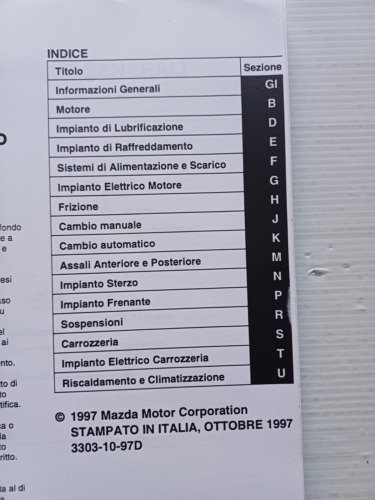 INDICE
Titolo Sezione
Informazioni Generali GI
Motore B
Impianto di Lubrificazione D
Impianto di Raffreddamento E
Sistemi di Alimentazione e Scarico F
Impianto Elettrico Motore G
Frizione H
Cambio manuale J
Cambio automatico K
Assali Anteriore e Posteriore M
Impianto Sterzo N
Impianto Frenante P
Sospensioni R
Carrozzeria S
Impianto Elettrico Carrozzeria T
Riscaldamento e Climatizzazione U
© 1997 Mazda Motor Corporation
STAMPATO IN ITALIA, OTTOBRE 1997
3303-10-97D